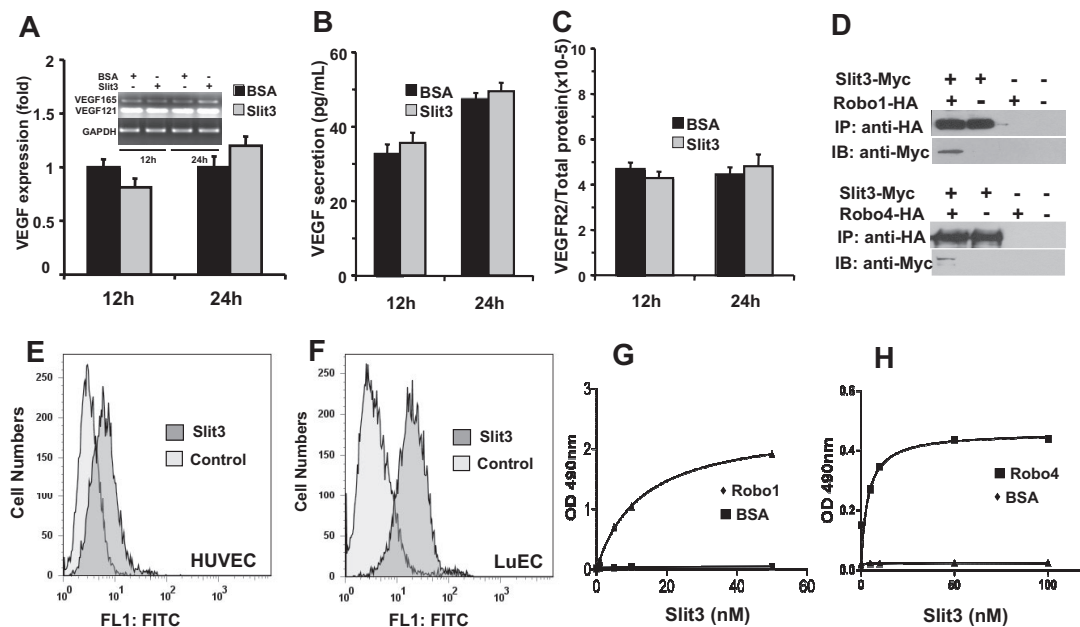 A
VEGF expression (fold)
2
1.5
1
0.5
0
BSA + - + -
Slit3 - + - +
VEGF165
VEGF121
GAPDH
12h 24h
BSA
Slit3
12h 24h
B
VEGF secretion (pg/mL)
60
40
20
0
BSA
Slit3
12h 24h
C
VEGFR2/Total protein(x10-5)
10
8
6
4
2
0
BSA
Slit3
12h 24h
D
Slit3-Myc + + - -
Robo1-HA + - + -
IP: anti-HA
IB: anti-Myc
Slit3-Myc + + - -
Robo4-HA + - + -
IP: anti-HA
IB: anti-Myc
E
Cell Numbers
250
200
150
100
50
0
Slit3
Control
HUVEC
10⁰ 10¹ 10² 10³
FL1: FITC
F
Cell Numbers
250
200
150
100
50
0
Slit3
Control
LuEC
10⁰ 10¹ 10² 10³
FL1: FITC
G
OD 490nm
3
2
1
0
Robo1
BSA
0 20 40 60
Slit3 (nM)
H
OD 490nm
0.6
0.4
0.2
0.0
Robo4
BSA
0 60 100
Slit3 (nM)